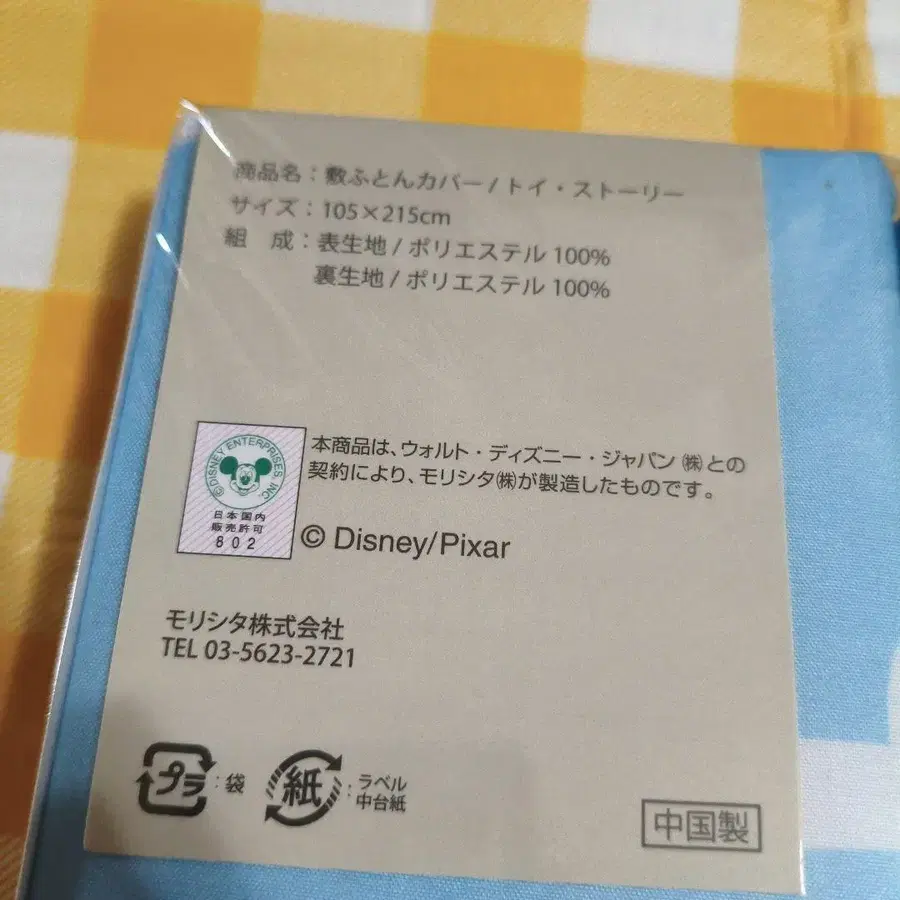 商品名：敷ふとんカバー / トイ・ストーリー
サイズ：105×215cm
組　成：表生地 / ポリエステル 100%
裏生地 / ポリエステル 100%
©DISNEY ENTERPRISES, INC.
日本国内
販売許可
802
本商品は、ウォルト・ディズニー・ジャパン㈱との
契約により、モリシタ㈱が製造したものです。
© Disney/Pixar
モリシタ株式会社
TEL 03-5623-2721
プラ：袋
紙：ラベル
中台紙
中国製